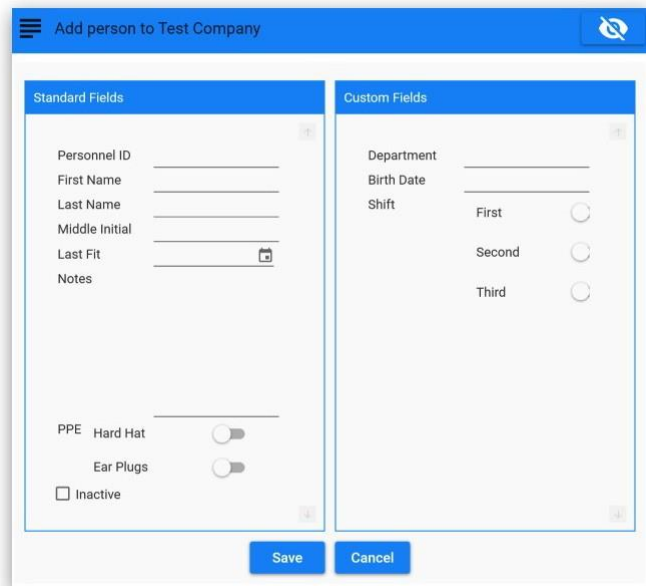 Add person to Test Company
Standard Fields
Personnel ID
First Name
Last Name
Middle Initial
Last Fit
Notes
PPE Hard Hat
Ear Plugs
Inactive
Custom Fields
Department
Birth Date
Shift First
Second
Third
Save Cancel